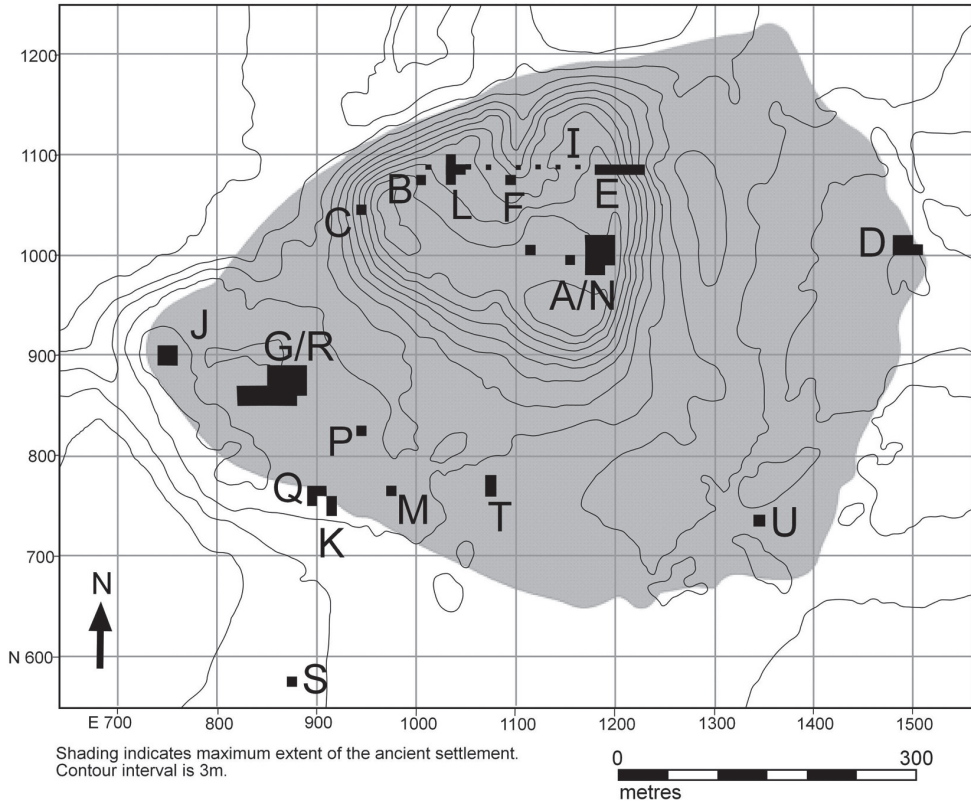 1200
1100
I
B
L
F
E
C
1000
D
A/N
J
G/R
900
P
800
Q
M
T
U
K
700
N
N 600
S
E 700
800
900
1000
1100
1200
1300
1400
1500
Shading indicates maximum extent of the ancient settlement.
Contour interval is 3m.
0
300
metres